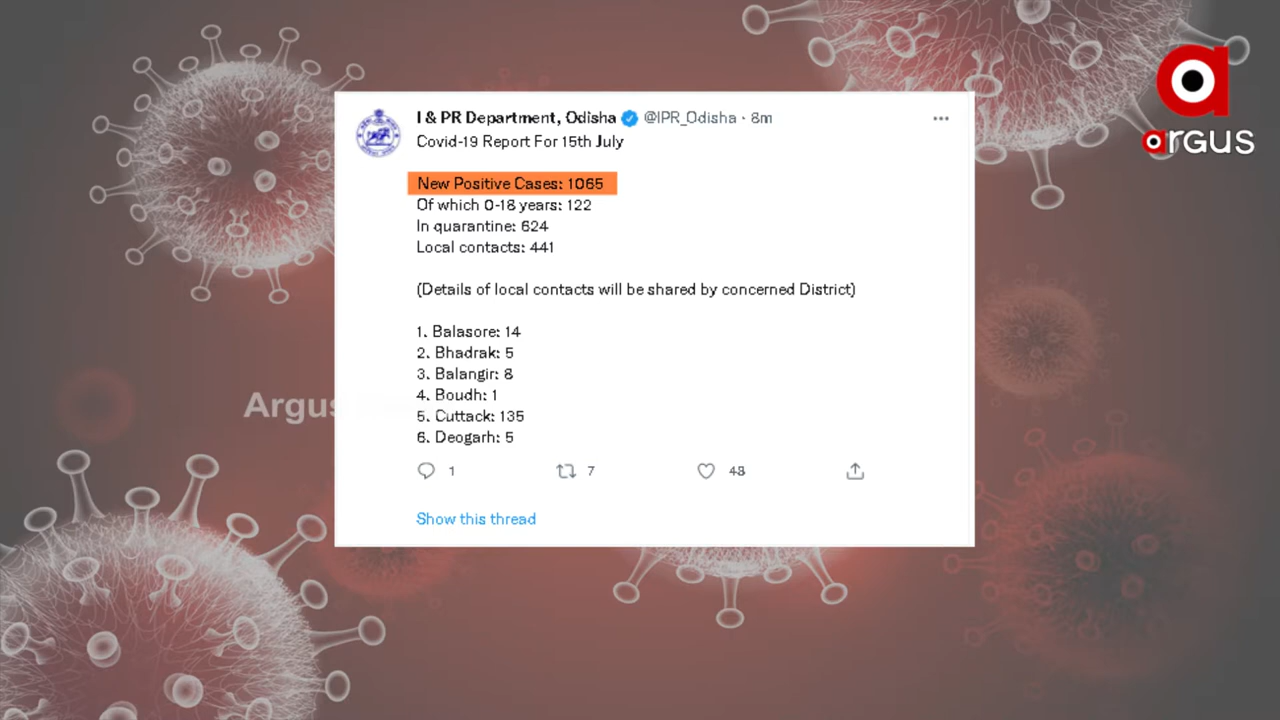 I & PR Department, Odisha @IPR_Odisha · 8m
Covid-19 Report For 15th July
New Positive Cases: 1065
Of which 0-18 years: 122
In quarantine: 624
Local contacts: 441
(Details of local contacts will be shared by concerned District)
1. Balasore: 14
2. Bhadrak: 5
3. Balangir: 8
4. Boudh: 1
5. Cuttack: 135
6. Deogarh: 5
1 7 48
Show this thread
argus
Argus